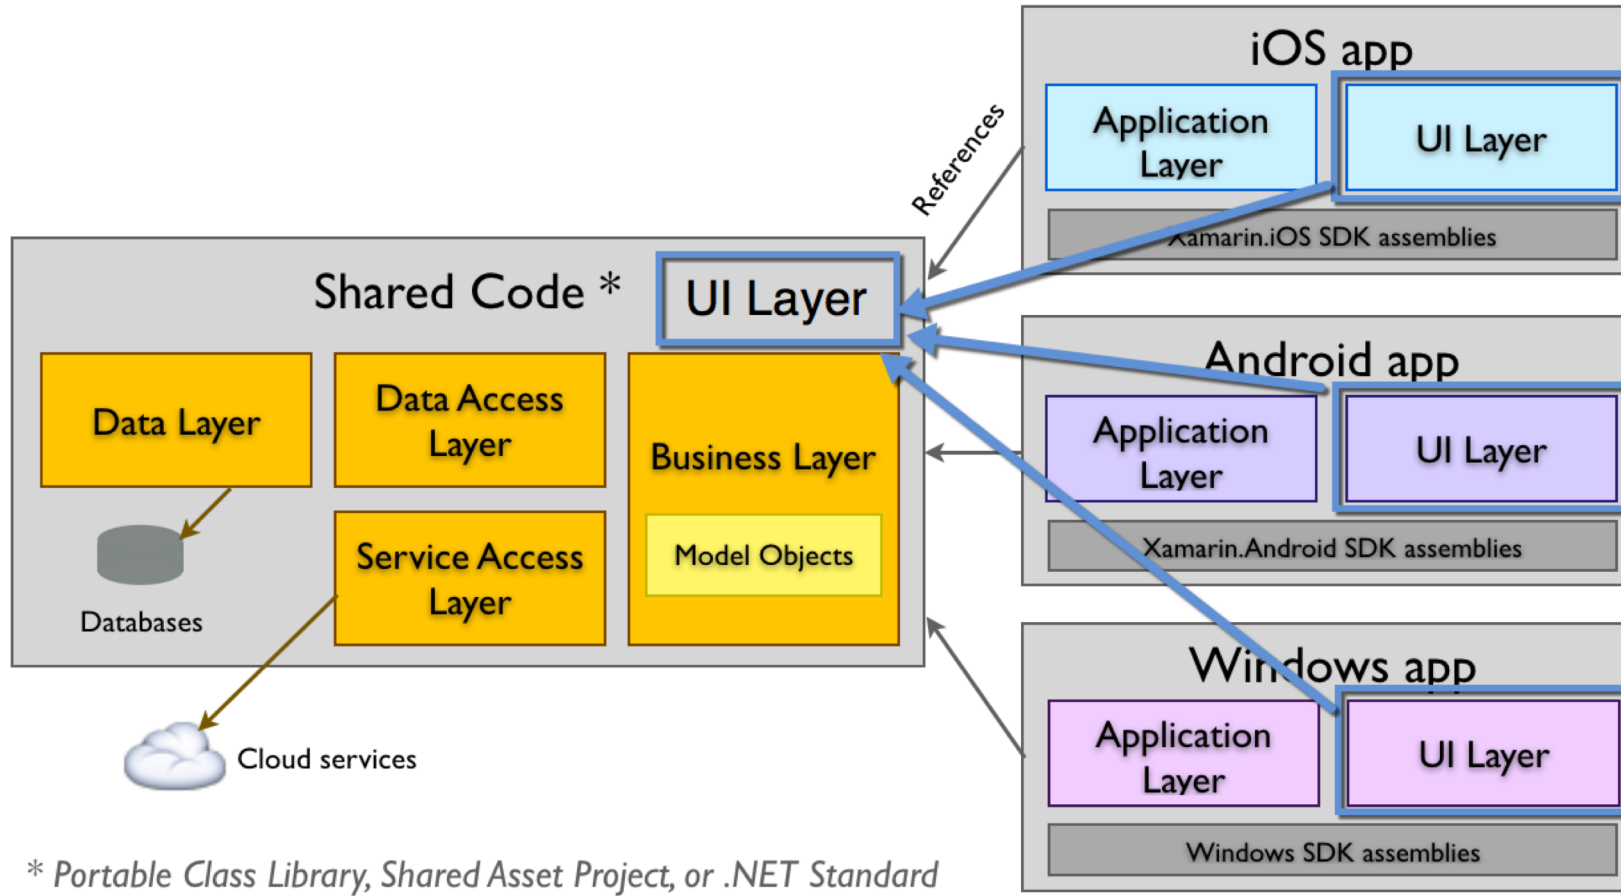 iOS app
Application
Layer
UI Layer
Xamarin.iOS SDK assemblies
References
Shared Code *
UI Layer
Data Layer
Data Access
Layer
Business Layer
Model Objects
Service Access
Layer
Databases
Cloud services
Android app
Application
Layer
UI Layer
Xamarin.Android SDK assemblies
Windows app
Application
Layer
UI Layer
Windows SDK assemblies
* Portable Class Library, Shared Asset Project, or .NET Standard